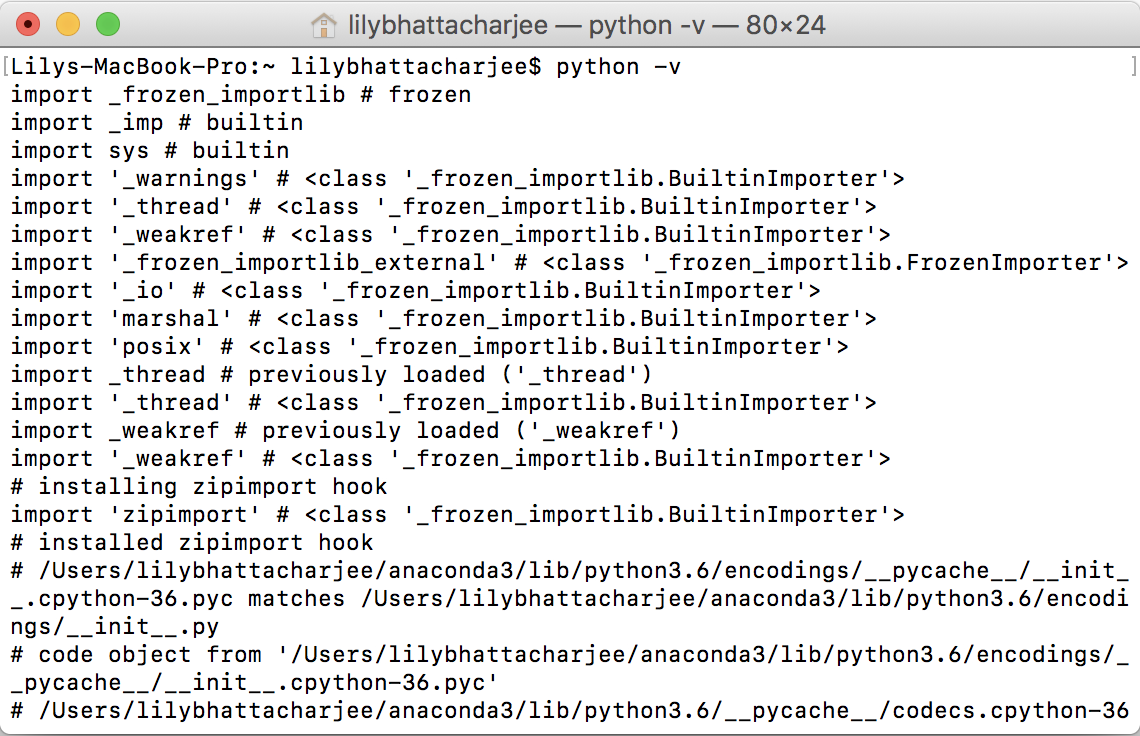 lilybhattacharjee — python -v — 80×24
[Lilys-MacBook-Pro:~ lilybhattacharjee$ python -v ]
import _frozen_importlib # frozen
import _imp # builtin
import sys # builtin
import '_warnings' # <class '_frozen_importlib.BuiltinImporter'>
import '_thread' # <class '_frozen_importlib.BuiltinImporter'>
import '_weakref' # <class '_frozen_importlib.BuiltinImporter'>
import '_frozen_importlib_external' # <class '_frozen_importlib.FrozenImporter'>
import '_io' # <class '_frozen_importlib.BuiltinImporter'>
import 'marshal' # <class '_frozen_importlib.BuiltinImporter'>
import 'posix' # <class '_frozen_importlib.BuiltinImporter'>
import _thread # previously loaded ('_thread')
import '_thread' # <class '_frozen_importlib.BuiltinImporter'>
import _weakref # previously loaded ('_weakref')
import '_weakref' # <class '_frozen_importlib.BuiltinImporter'>
# installing zipimport hook
import 'zipimport' # <class '_frozen_importlib.BuiltinImporter'>
# installed zipimport hook
# /Users/lilybhattacharjee/anaconda3/lib/python3.6/encodings/__pycache__/__init_
_.cpython-36.pyc matches /Users/lilybhattacharjee/anaconda3/lib/python3.6/encodi
ngs/__init__.py
# code object from '/Users/lilybhattacharjee/anaconda3/lib/python3.6/encodings/_
_pycache__/__init__.cpython-36.pyc'
# /Users/lilybhattacharjee/anaconda3/lib/python3.6/__pycache__/codecs.cpython-36